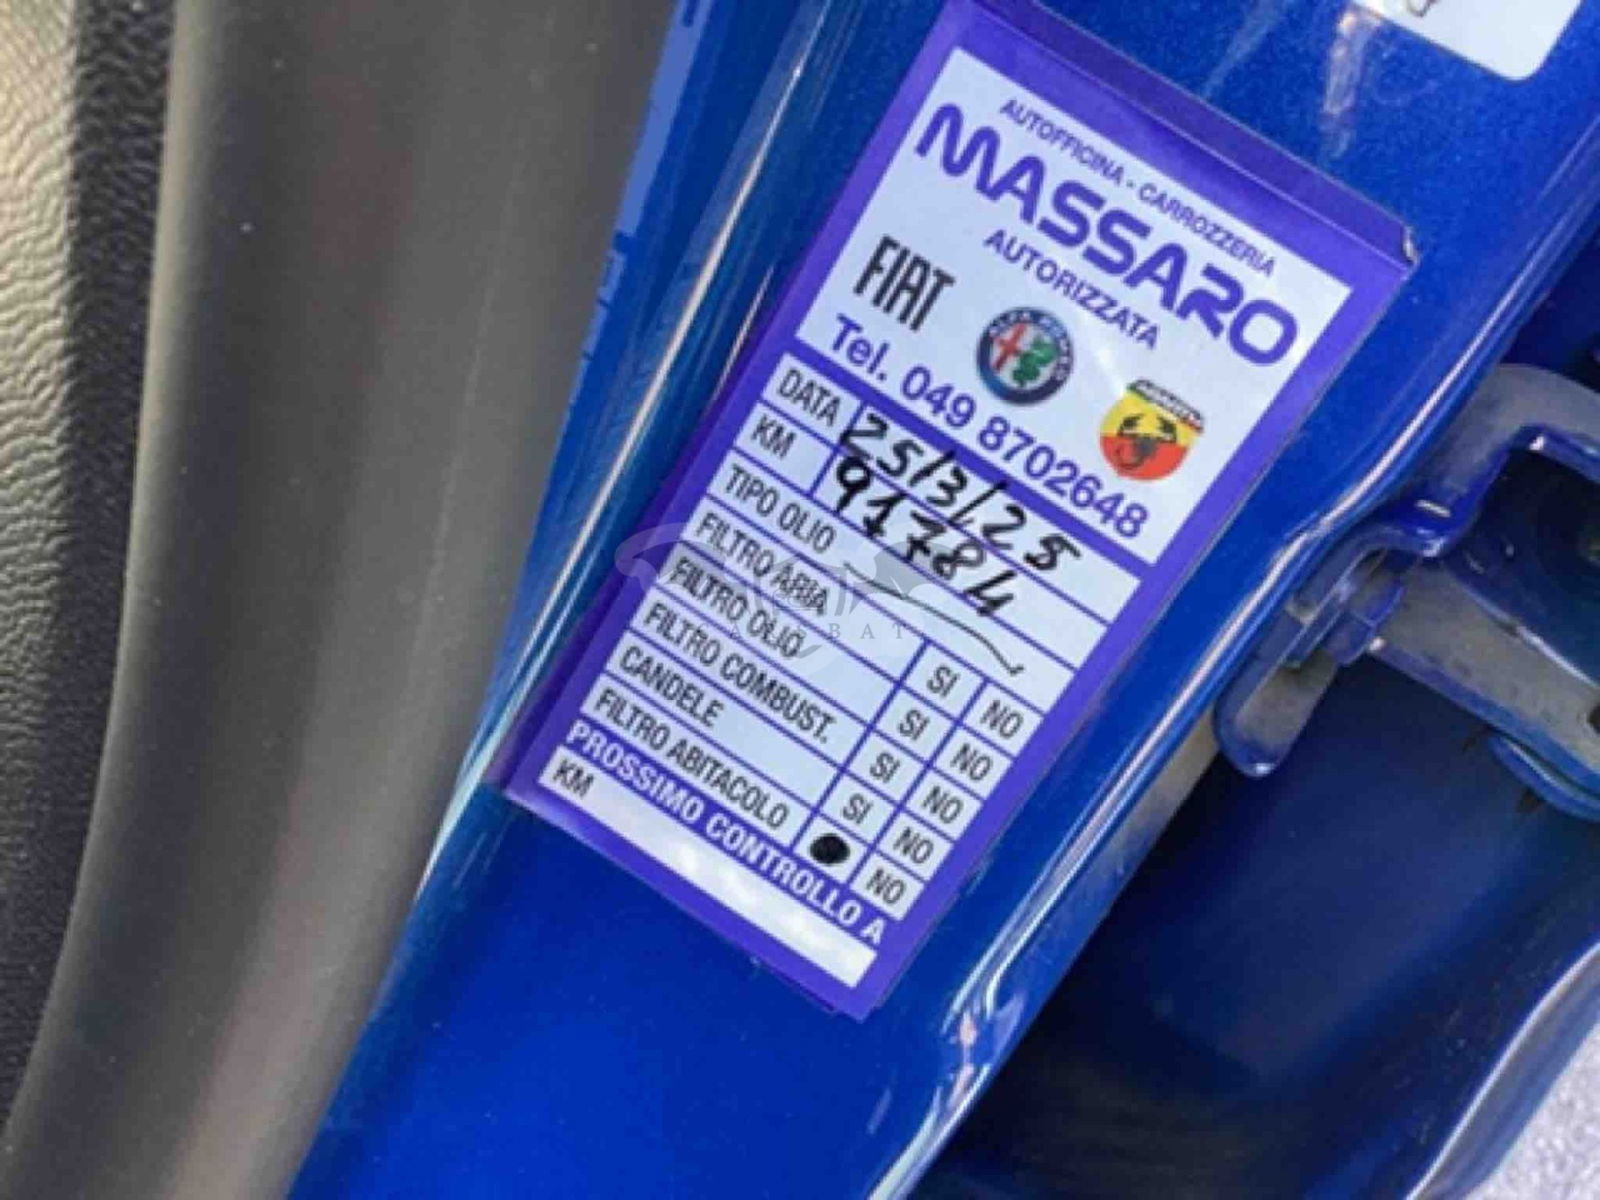 AUTOFFICINA - CARROZZERIA
MASSARO
AUTORIZZATA
FIAT
Tel. 049 8702648
DATA 25/3/25
KM 91784
TIPO OLIO
FILTRO ARIA SI NO
FILTRO OLIO SI NO
FILTRO COMBUST. SI NO
CANDELE SI NO
FILTRO ABITACOLO NO
PROSSIMO CONTROLLO A
KM